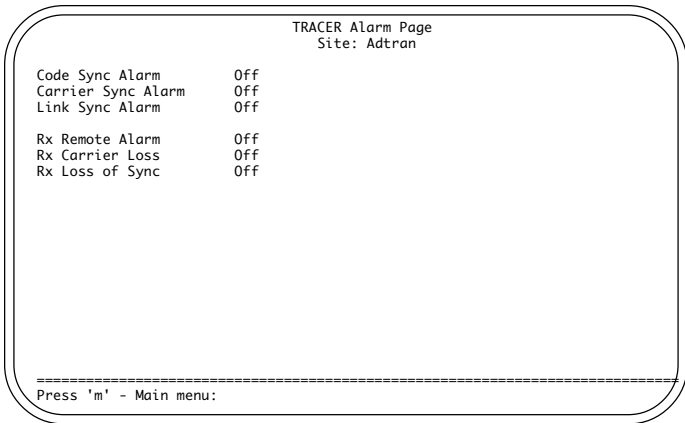 TRACER Alarm Page
Site: Adtran
Code Sync Alarm Off
Carrier Sync Alarm Off
Link Sync Alarm Off
Rx Remote Alarm Off
Rx Carrier Loss Off
Rx Loss of Sync Off
================================================================================
Press 'm' - Main menu: